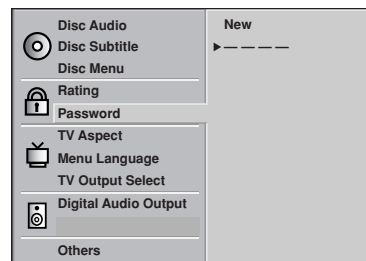 Disc Audio
Disc Subtitle
Disc Menu
Rating
Password
TV Aspect
Menu Language
TV Output Select
Digital Audio Output
Others
New
▶– – – –